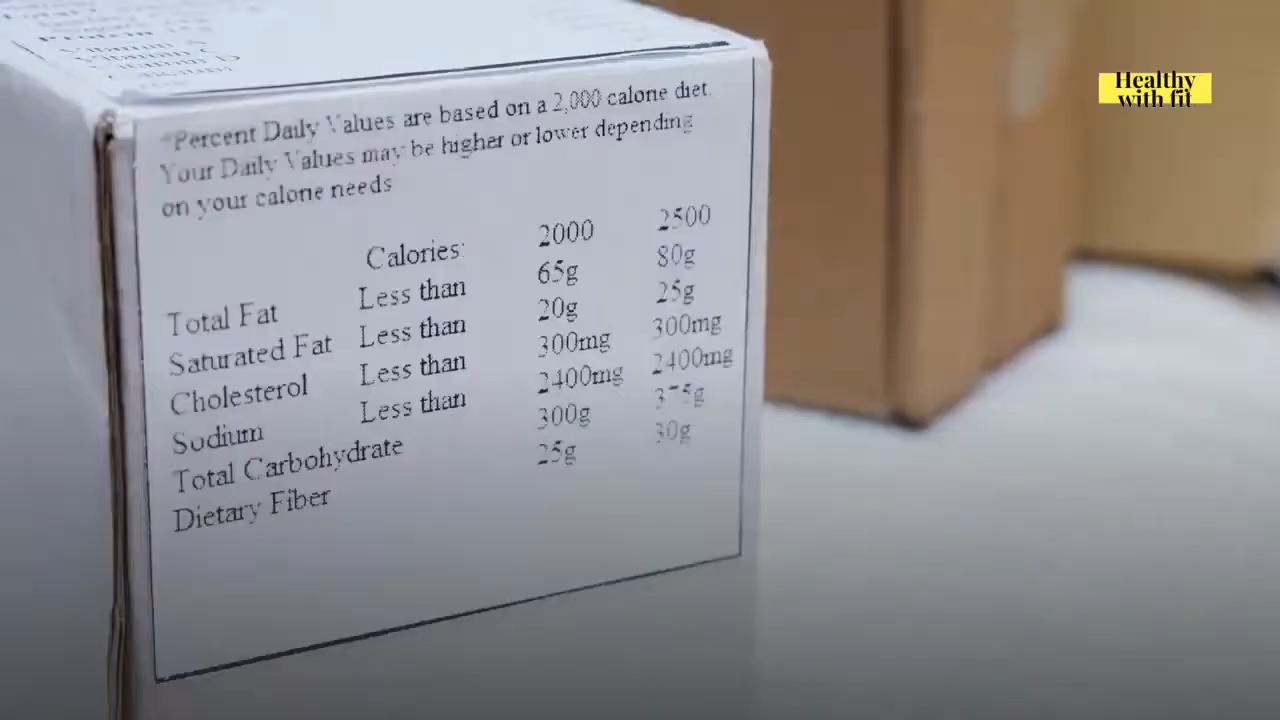 *Percent Daily Values are based on a 2,000 calorie diet.
Your Daily Values may be higher or lower depending
on your calorie needs
Calories: 2000 2500
Total Fat Less than 65g 80g
Saturated Fat Less than 20g 25g
Cholesterol Less than 300mg 300mg
Sodium Less than 2400mg 2400mg
Total Carbohydrate 300g 375g
Dietary Fiber 25g 30g
Healthy
with fit